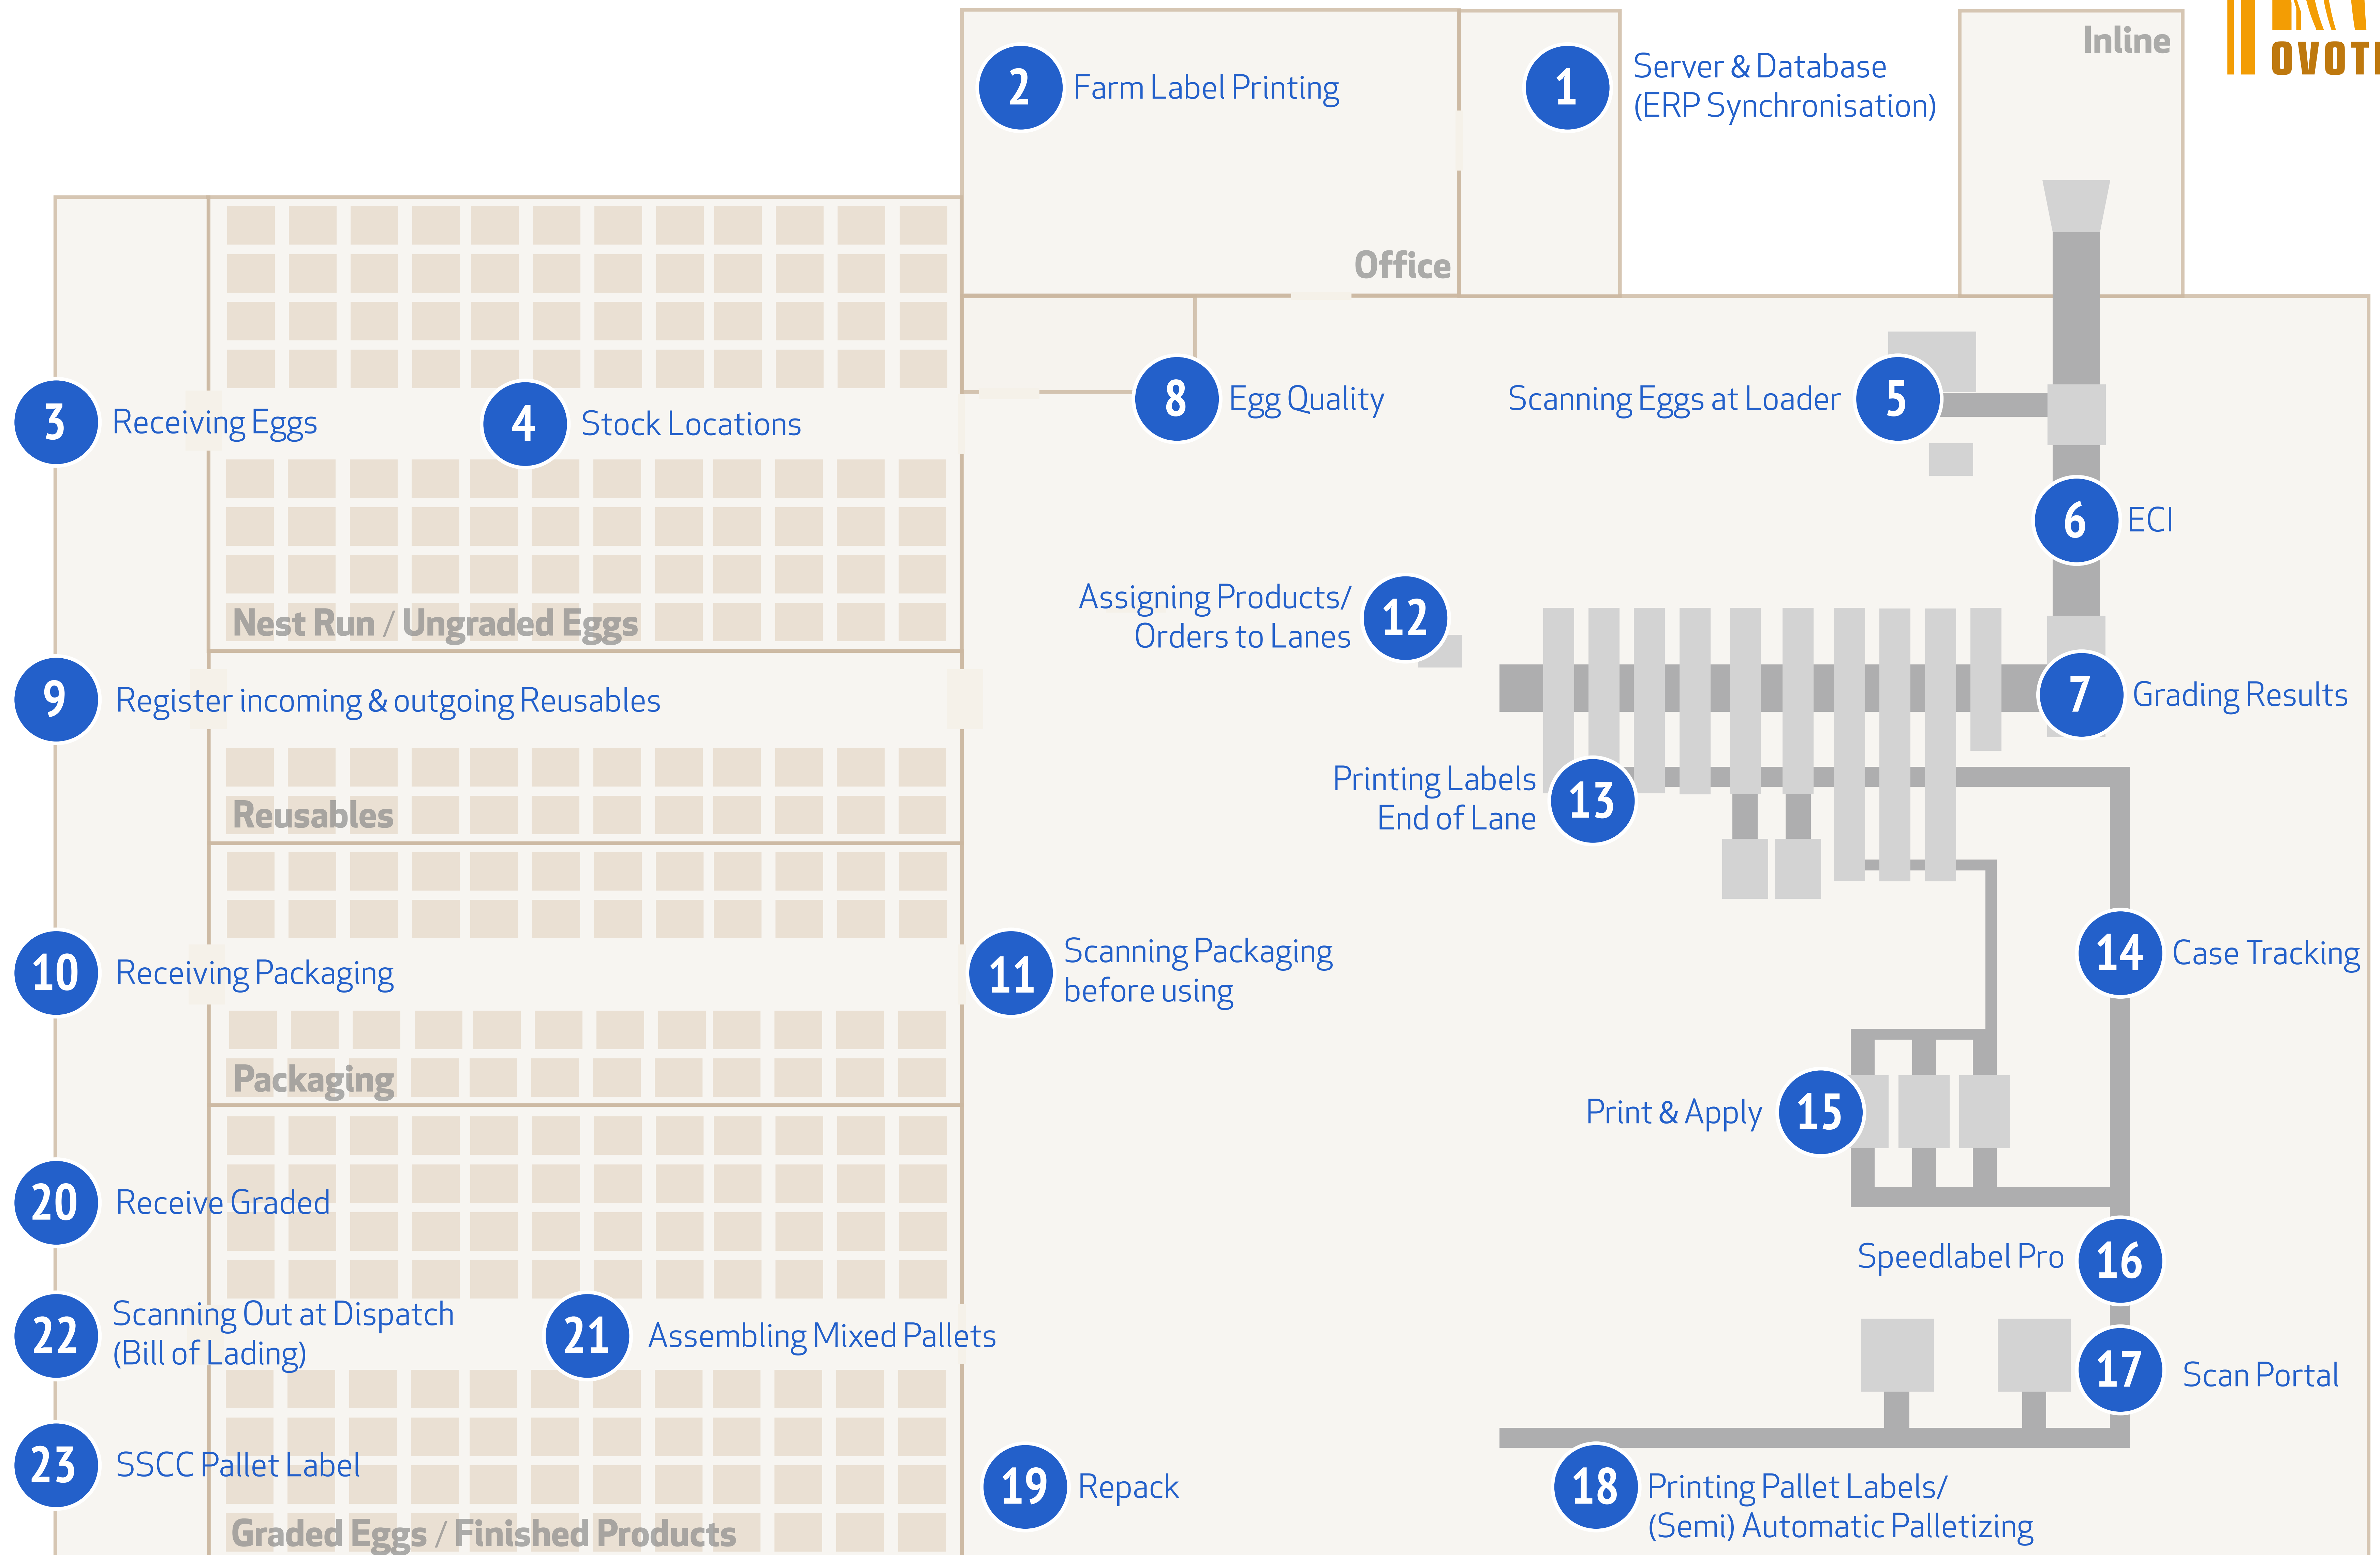 Inline
2
Farm Label Printing
1
Server & Database
(ERP Synchronisation)
Office
3
Receiving Eggs
4
Stock Locations
8
Egg Quality
Scanning Eggs at Loader
5
6
ECI
Nest Run / Ungraded Eggs
Assigning Products/
Orders to Lanes
12
9
Register incoming & outgoing Reusables
7
Grading Results
Reusables
Printing Labels
End of Lane
13
10
Receiving Packaging
11
Scanning Packaging
before using
14
Case Tracking
Packaging
Print & Apply
15
20
Receive Graded
Speedlabel Pro
16
22
Scanning Out at Dispatch
(Bill of Lading)
21
Assembling Mixed Pallets
17
Scan Portal
23
SSCC Pallet Label
19
Repack
18
Printing Pallet Labels/
(Semi) Automatic Palletizing
Graded Eggs / Finished Products